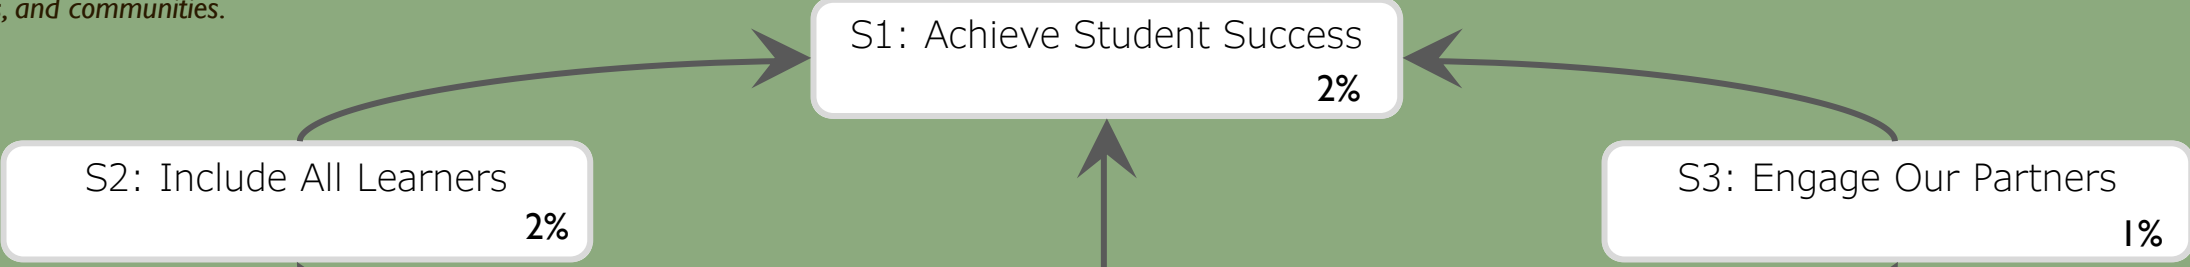 , and communities.
S1: Achieve Student Success
2%
S2: Include All Learners
2%
S3: Engage Our Partners
1%